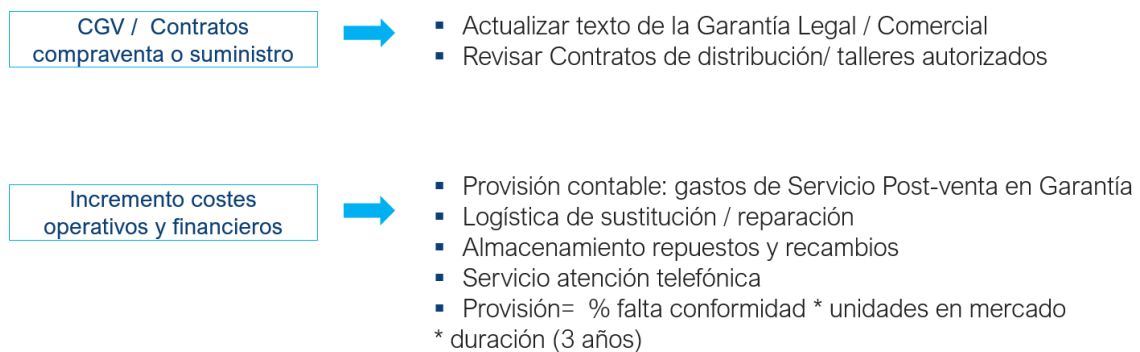 CGV /  Contratos
compraventa o suministro
▪ Actualizar texto de la Garantía Legal / Comercial
▪ Revisar Contratos de distribución/ talleres autorizados
Incremento costes
operativos y financieros
▪ Provisión contable: gastos de Servicio Post-venta en Garantía
▪ Logística de sustitución / reparación
▪ Almacenamiento repuestos y recambios
▪ Servicio atención telefónica
▪ Provisión=  % falta conformidad * unidades en mercado
* duración (3 años)